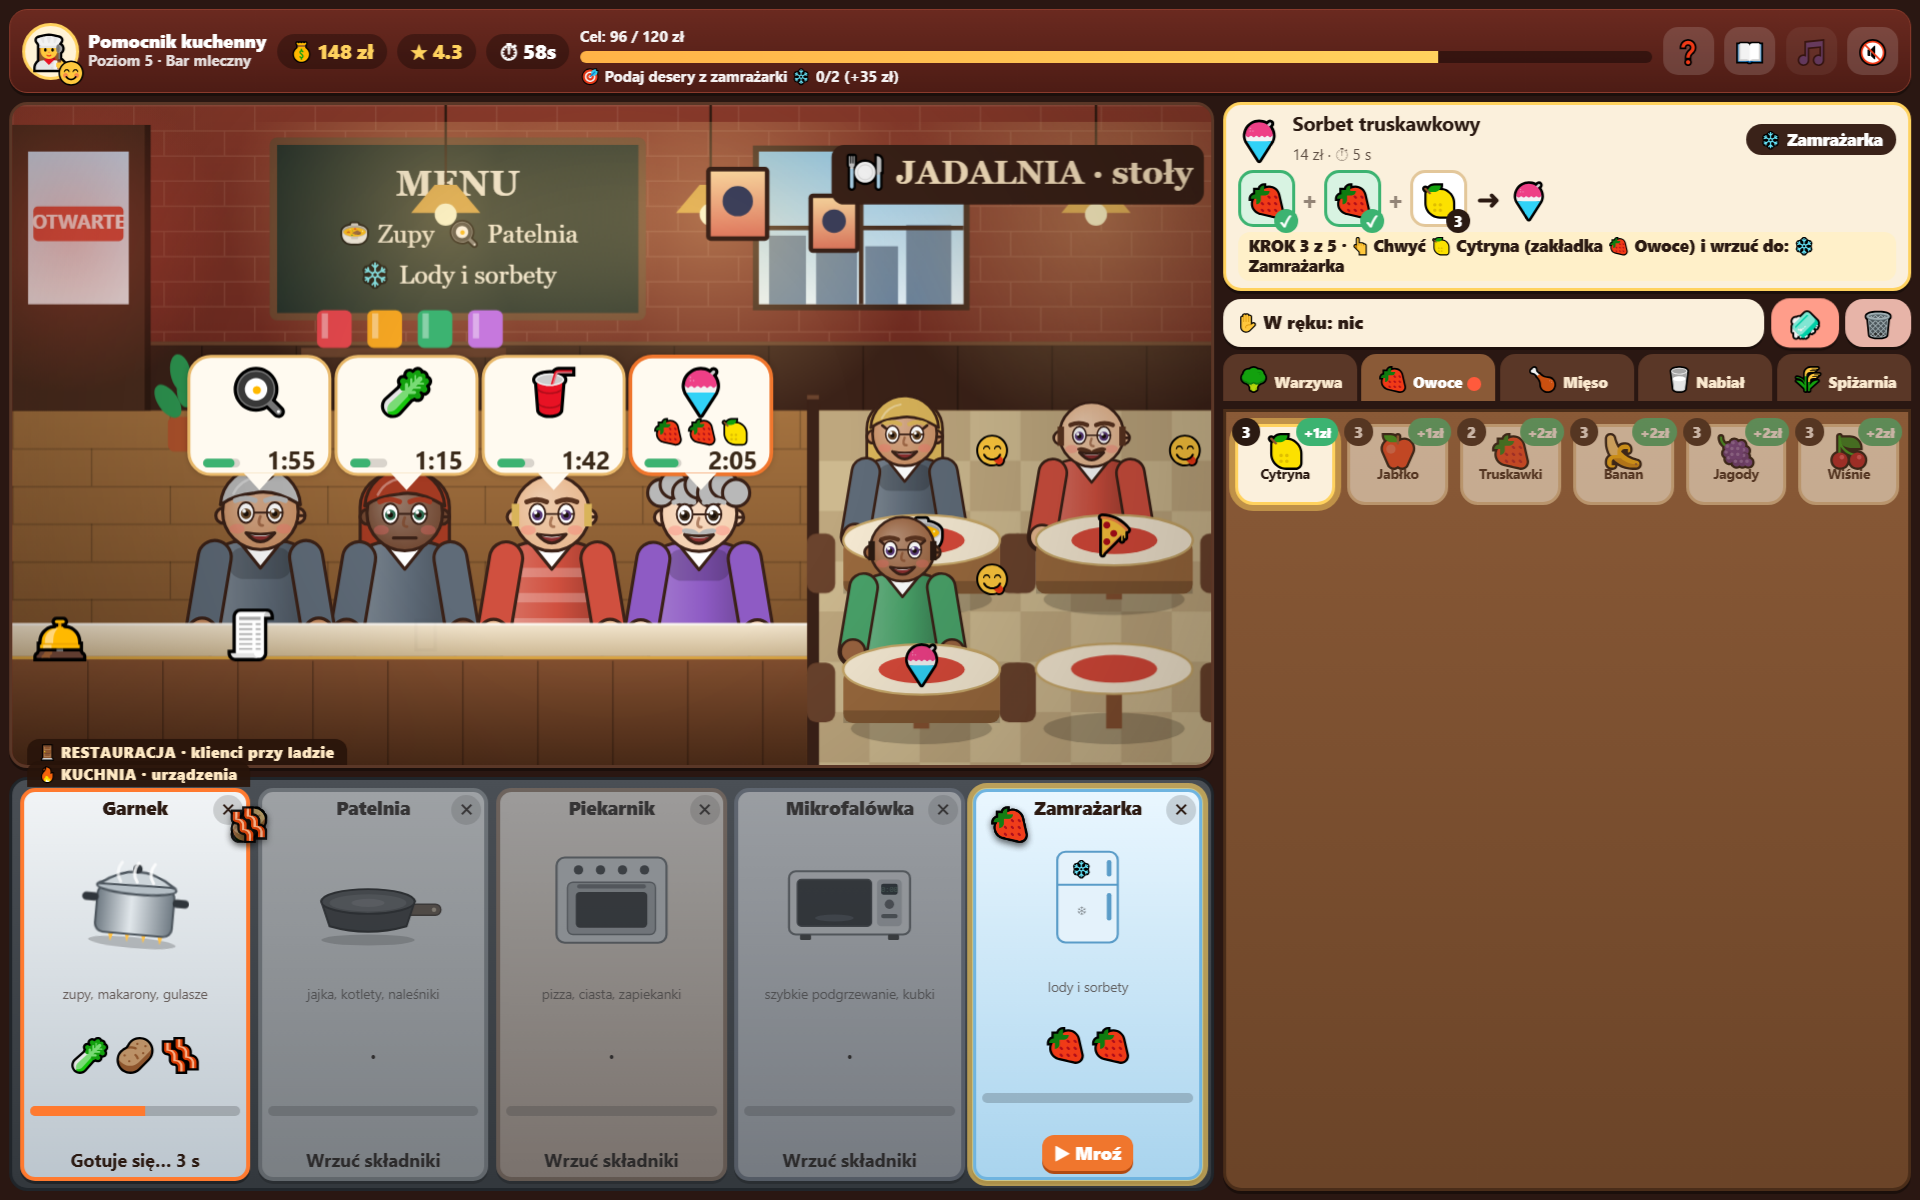 Pomocnik kuchenny
Poziom 5 · Bar mleczny
148 zł
★ 4.3
58s
Cel: 96 / 120 zł
Podaj desery z zamrażarki ❄ 0/2 (+35 zł)
OTWARTE
MENU
Zupy Patelnia
Lody i sorbety
JADALNIA · stoły
1:55
1:15
1:42
2:05
RESTAURACJA · klienci przy ladzie
KUCHNIA · urządzenia
Garnek
zupy, makarony, gulasze
Gotuje się... 3 s
Patelnia
jajka, kotlety, naleśniki
Wrzuć składniki
Piekarnik
pizza, ciasta, zapiekanki
Wrzuć składniki
Mikrofalówka
szybkie podgrzewanie, kubki
Wrzuć składniki
Zamrażarka
lody i sorbety
▶ Mroź
Sorbet truskawkowy
14 zł · ⏱ 5 s
Zamrażarka
+ + 3 →
KROK 3 z 5 · Chwyć Cytryna (zakładka Owoce) i wrzuć do:
Zamrażarka
W ręku: nic
Warzywa
Owoce
Mięso
Nabiał
Spiżarnia
3 +1zł
Cytryna
3 +1zł
Jabłko
2 +2zł
Truskawki
3 +2zł
Banan
3 +2zł
Jagody
3 +2zł
Wiśnie